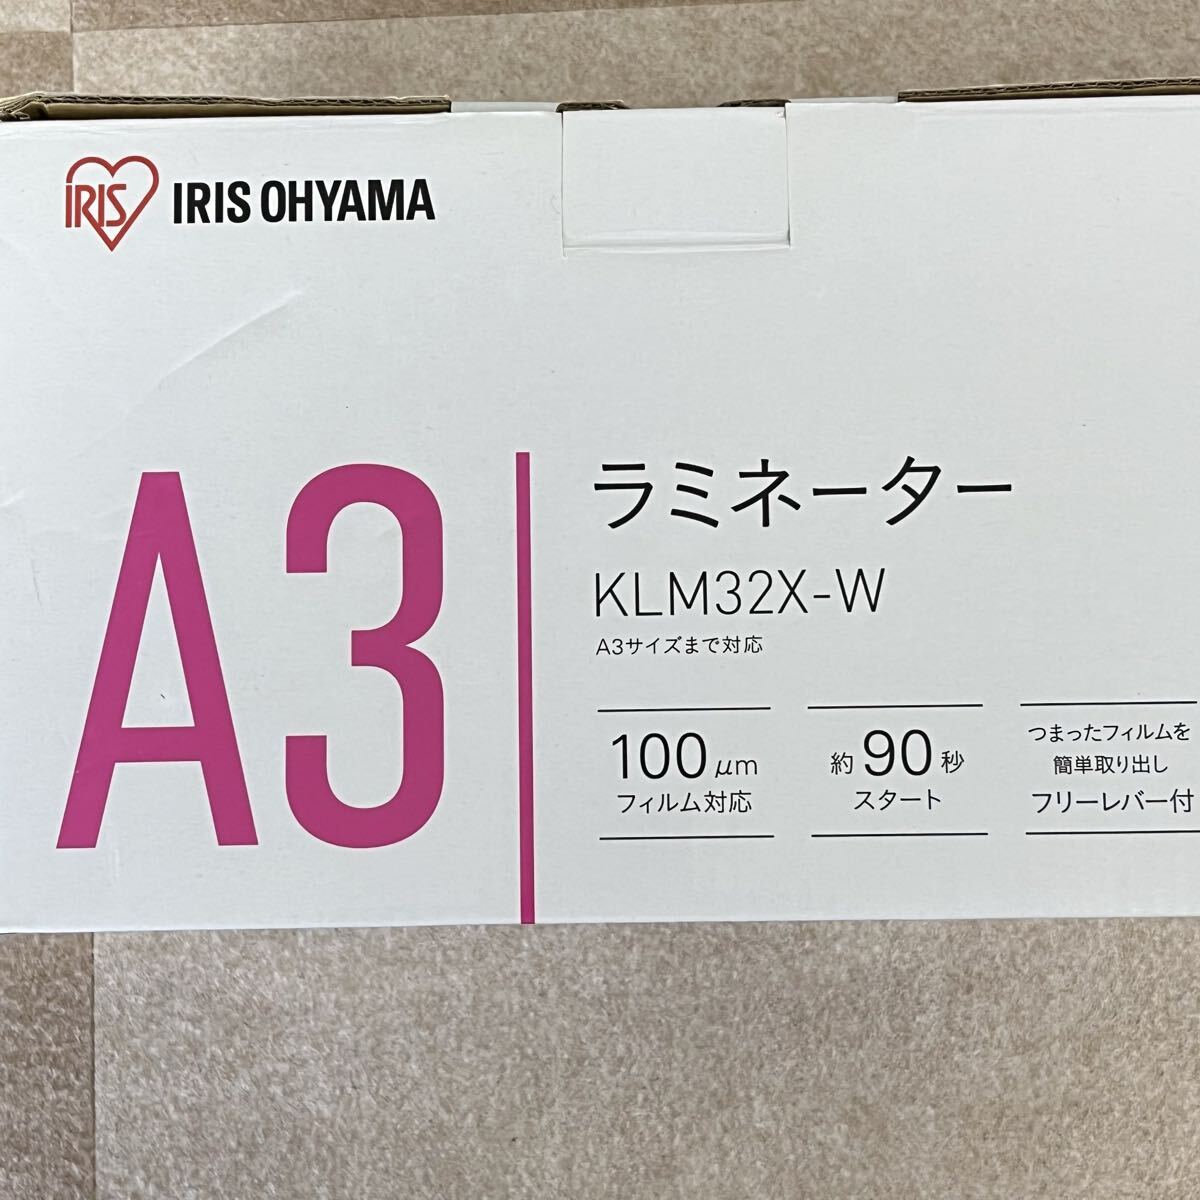 IRIS IRIS OHYAMA
A3
ラミネーター
KLM32X-W
A3サイズまで対応
100μm
フィルム対応
約90秒
スタート
つまったフィルムを
簡単取り出し
フリーレバー付